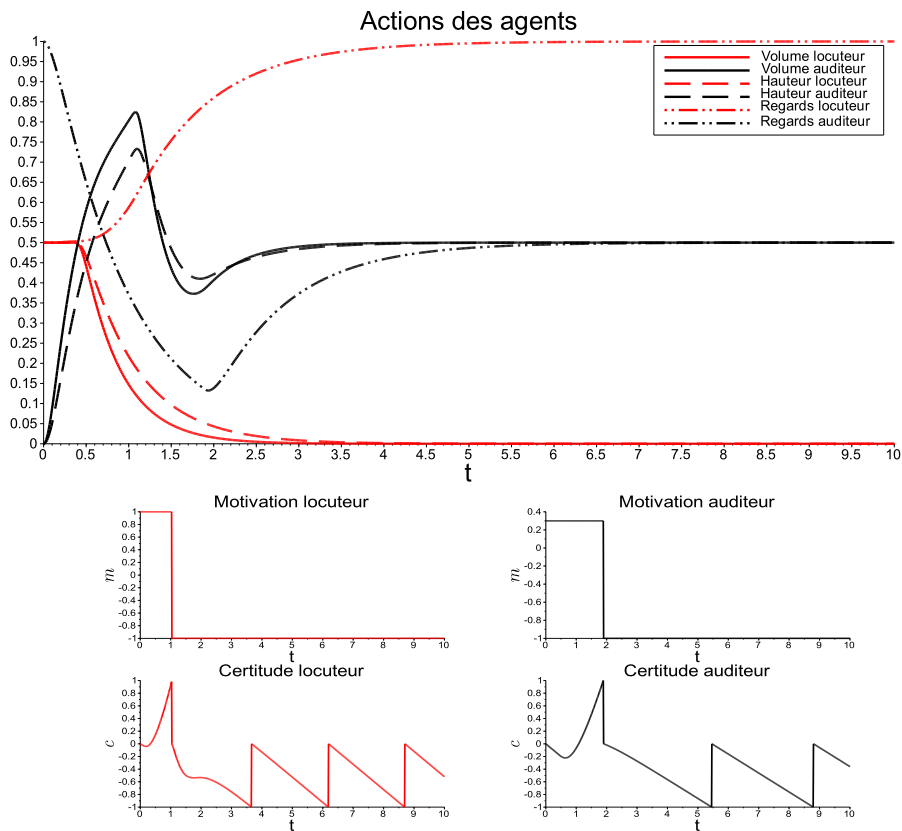 Actions des agents
1
0.95
0.9
0.85
0.8
0.75
0.7
0.65
0.6
0.55
0.5
0.45
0.4
0.35
0.3
0.25
0.2
0.15
0.1
0.05
0
Volume locuteur
Volume auditeur
Hauteur locuteur
Hauteur auditeur
Regards locuteur
Regards auditeur
0 0.5 1 1.5 2 2.5 3 3.5 4 4.5 5 5.5 6 6.5 7 7.5 8 8.5 9 9.5 10
t
Motivation locuteur
m
1
0.8
0.6
0.4
0.2
0
-0.2
-0.4
-0.6
-0.8
-1
0 1 2 3 4 5 6 7 8 9 10
t
Motivation auditeur
m
0.4
0.2
0
-0.2
-0.4
-0.6
-0.8
-1
0 1 2 3 4 5 6 7 8 9 10
t
Certitude locuteur
c
1
0.8
0.6
0.4
0.2
0
-0.2
-0.4
-0.6
-0.8
-1
0 1 2 3 4 5 6 7 8 9 10
t
Certitude auditeur
c
1
0.8
0.6
0.4
0.2
0
-0.2
-0.4
-0.6
-0.8
-1
0 1 2 3 4 5 6 7 8 9 10
t